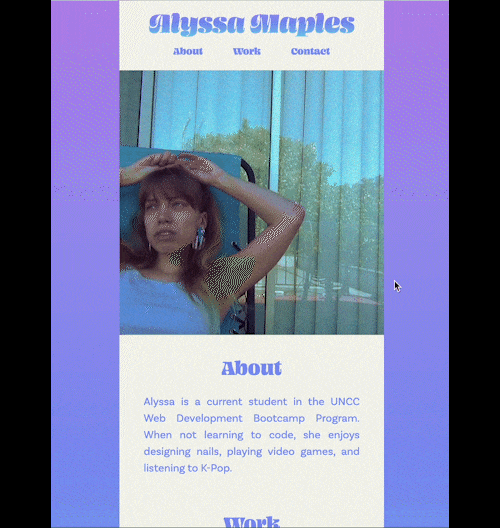 Alyssa Maples
About Work Contact
About
Alyssa is a current student in the UNCC
Web Development Bootcamp Program.
When not learning to code, she enjoys
designing nails, playing video games, and
listening to K-Pop.
Work